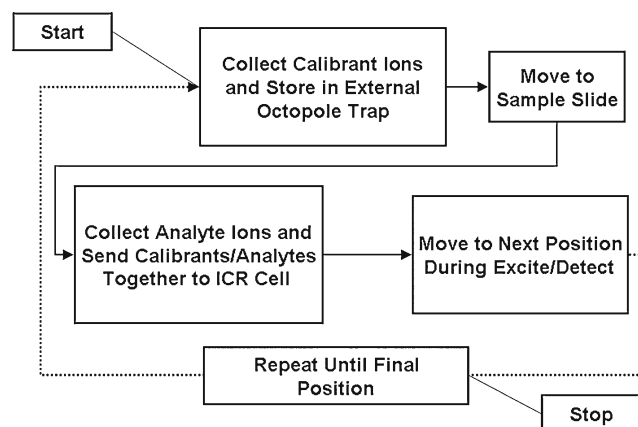 Start
Collect Calibrant Ions
and Store in External
Octopole Trap
Move to
Sample Slide
Collect Analyte Ions and
Send Calibrants/Analytes
Together to ICR Cell
Move to Next Position
During Excite/Detect
Repeat Until Final
Position
Stop